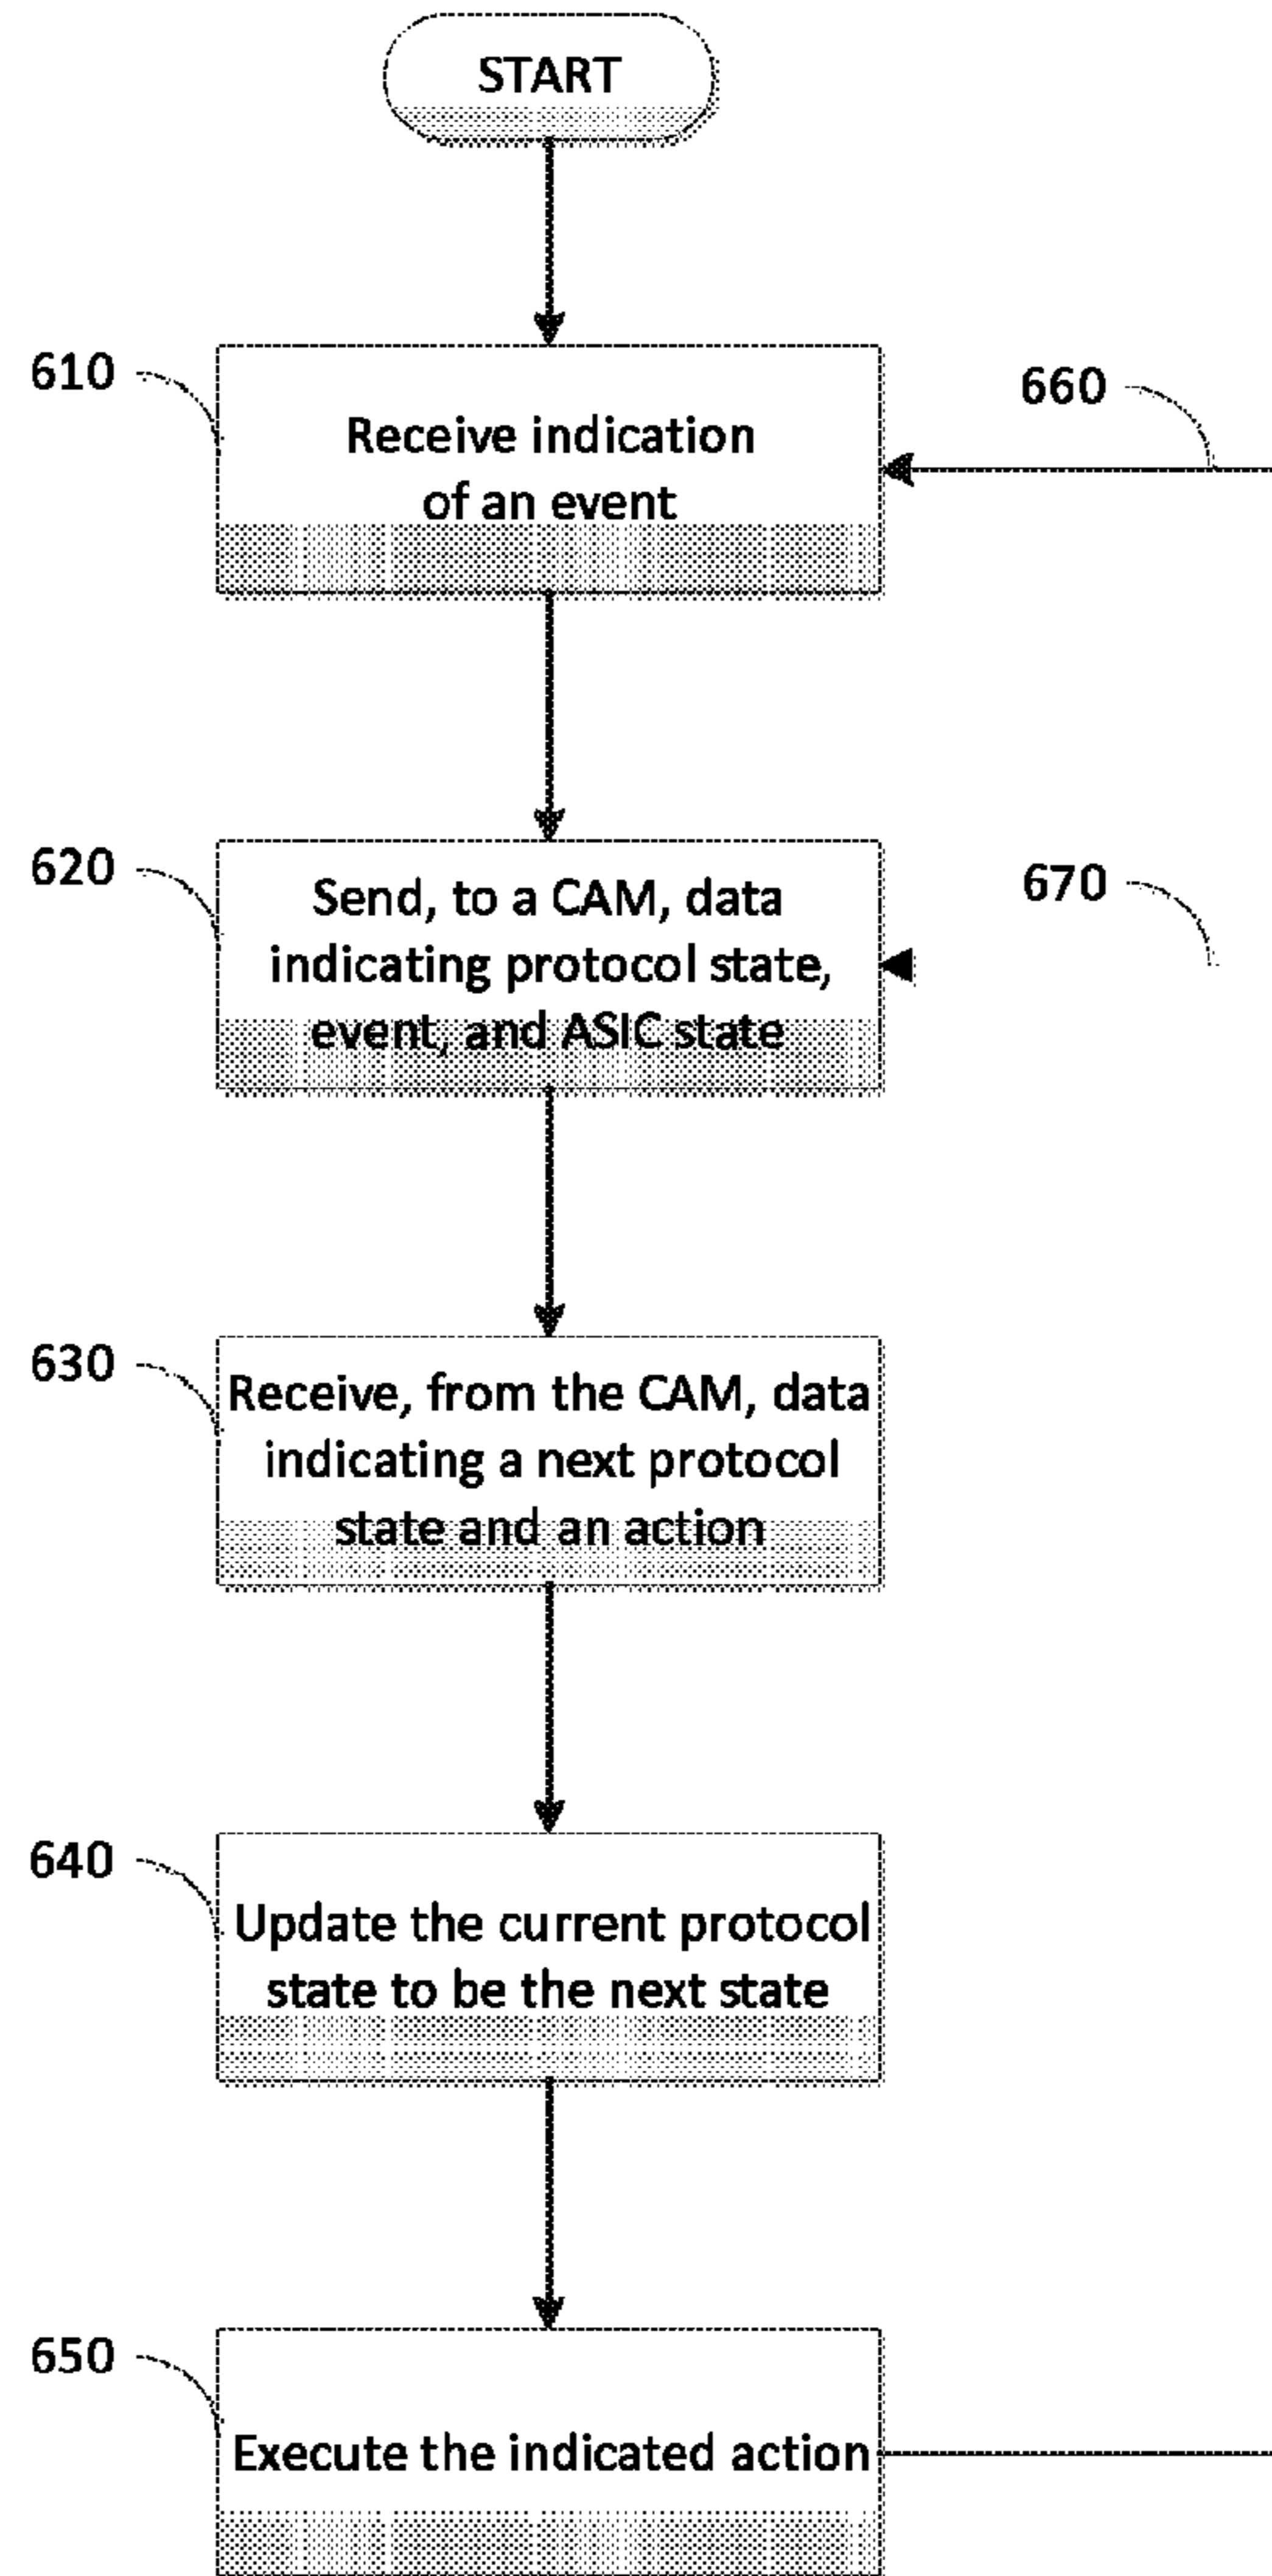 START
610
660
Receive indication
of an event
620
670
Send, to a CAM, data
indicating protocol state,
event, and ASIC state
630
Receive, from the CAM, data
indicating a next protocol
state and an action
640
Update the current protocol
state to be the next state
650
Execute the indicated action